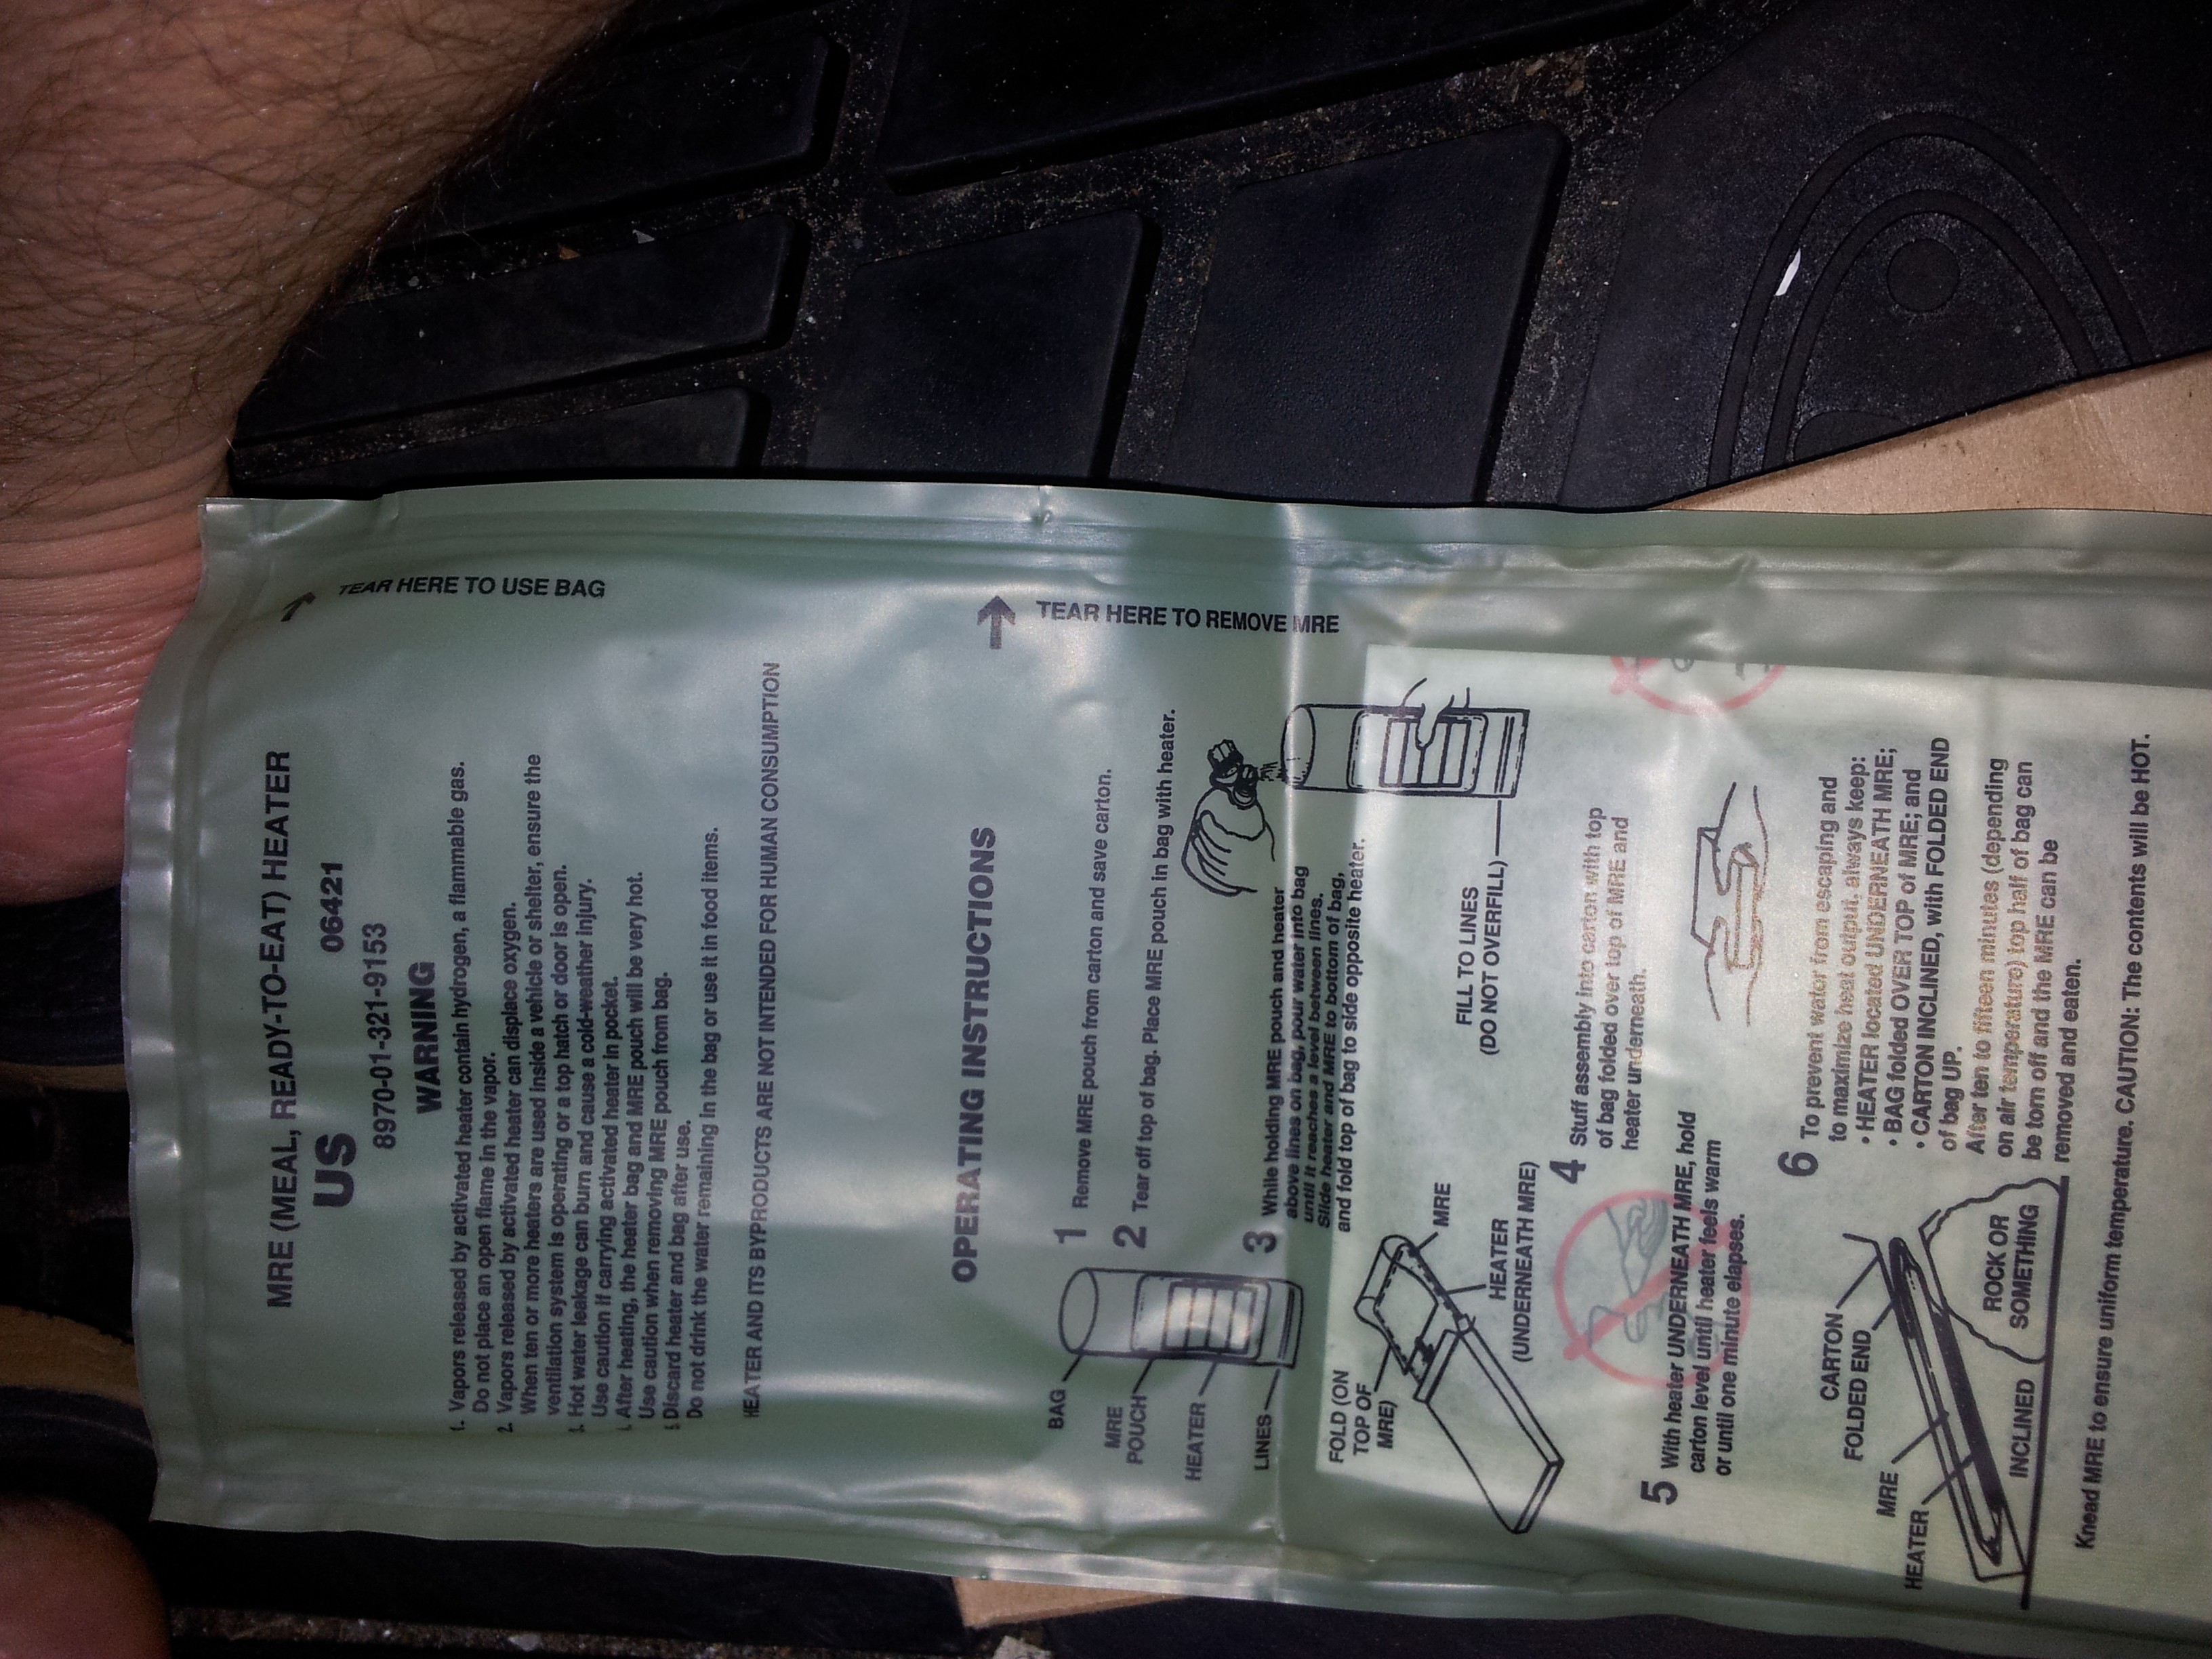 TEAR HERE TO USE BAG
MRE (MEAL, READY-TO-EAT) HEATER
US 06421
8970-01-321-9153
WARNING
1. Vapors released by activated heater contain hydrogen, a flammable gas.
Do not place an open flame in the vapor.
2. Vapors released by activated heater can displace oxygen.
When ten or more heaters are used inside a vehicle or shelter, ensure the
ventilation system is operating or a top hatch or door is open.
3. Hot water leakage can burn and cause a cold-weather injury.
Use caution if carrying activated heater in pocket.
After heating, the heater bag and MRE pouch will be very hot.
Use caution when removing MRE pouch from bag.
Discard heater and bag after use.
Do not drink the water remaining in the bag or use it in food items.
HEATER AND ITS BYPRODUCTS ARE NOT INTENDED FOR HUMAN CONSUMPTION
TEAR HERE TO REMOVE MRE
OPERATING INSTRUCTIONS
1 Remove MRE pouch from carton and save carton.
2 Tear off top of bag. Place MRE pouch in bag with heater.
BAG
MRE
POUCH
HEATER
LINES
3 While holding MRE pouch and heater
above lines on bag, pour water into bag
until it reaches a level between lines.
Slide heater and MRE to bottom of bag,
and fold top of bag to side opposite heater.
FILL TO LINES
(DO NOT OVERFILL)
FOLD (ON
TOP OF
MRE)
MRE
HEATER
(UNDERNEATH MRE)
4 Stuff assembly into carton with top
of bag folded over top of MRE and
heater underneath.
5 With heater UNDERNEATH MRE, hold
carton level until heater feels warm
or until one minute elapses.
6 To prevent water from escaping and
to maximize heat output, always keep:
• HEATER located UNDERNEATH MRE;
• BAG folded OVER TOP of MRE; and
• CARTON INCLINED, with FOLDED END
of bag UP.
After ten to fifteen minutes (depending
on air temperature) top half of bag can
be torn off and the MRE can be
removed and eaten.
CARTON
FOLDED END
MRE
HEATER
INCLINED
ROCK OR
SOMETHING
Knead MRE to ensure uniform temperature. CAUTION: The contents will be HOT.